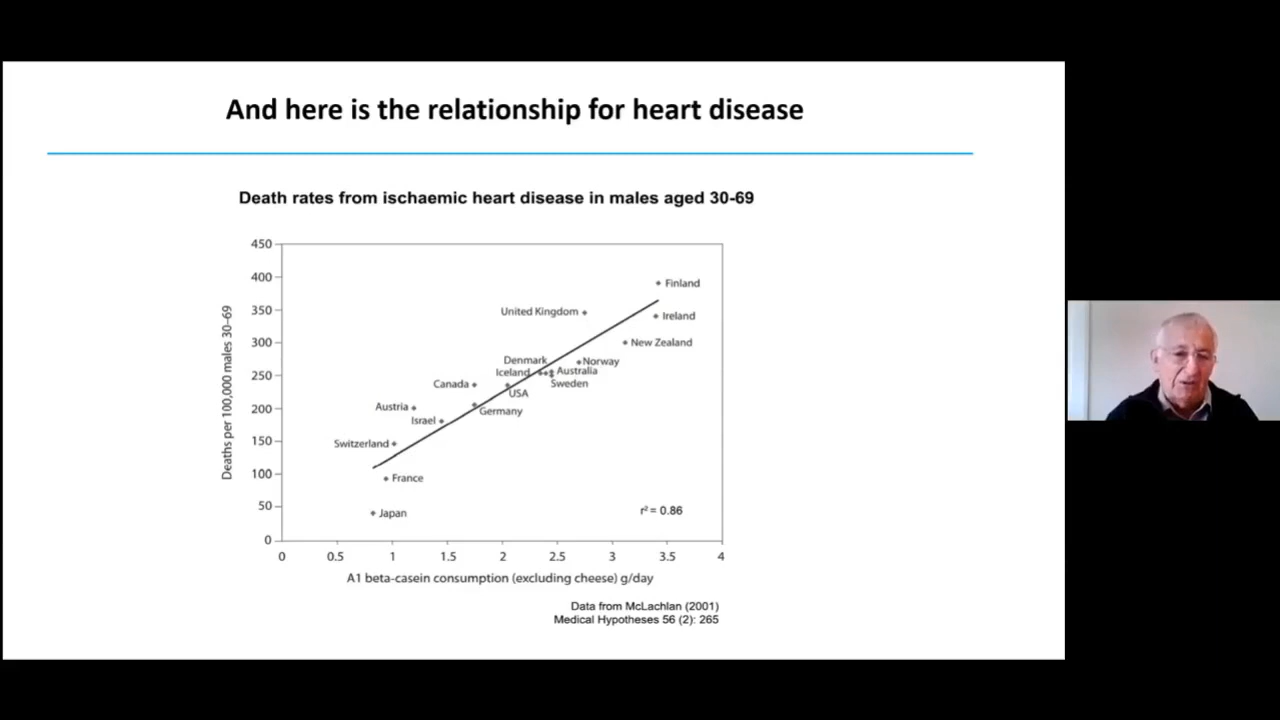 And here is the relationship for heart disease
Death rates from ischaemic heart disease in males aged 30-69
Deaths per 100,000 males 30–69
450
400
350
300
250
200
150
100
50
0
Finland
United Kingdom
Ireland
New Zealand
Denmark
Norway
Iceland
Australia
Sweden
Canada
USA
Austria
Germany
Israel
Switzerland
France
Japan
r² = 0.86
0 0.5 1 1.5 2 2.5 3 3.5 4
A1 beta-casein consumption (excluding cheese) g/day
Data from McLachlan (2001)
Medical Hypotheses 56 (2): 265